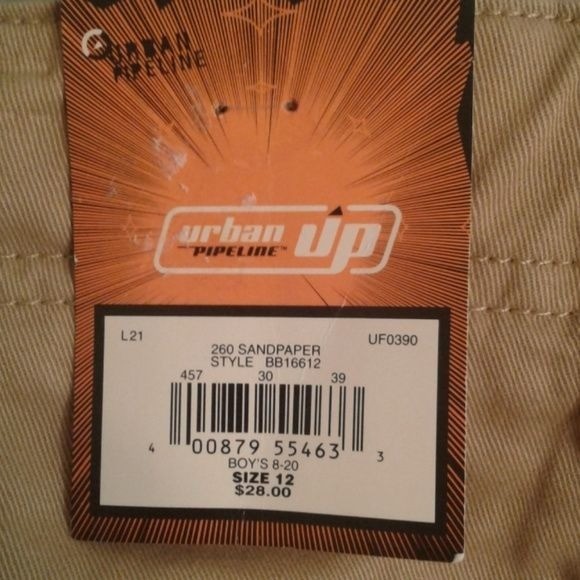 URBAN
PIPELINE
urban UP
PIPELINE™
L21 UF0390
260 SANDPAPER
STYLE BB16612
457 30 39
4 00879 55463 3
BOY'S 8-20
SIZE 12
$28.00